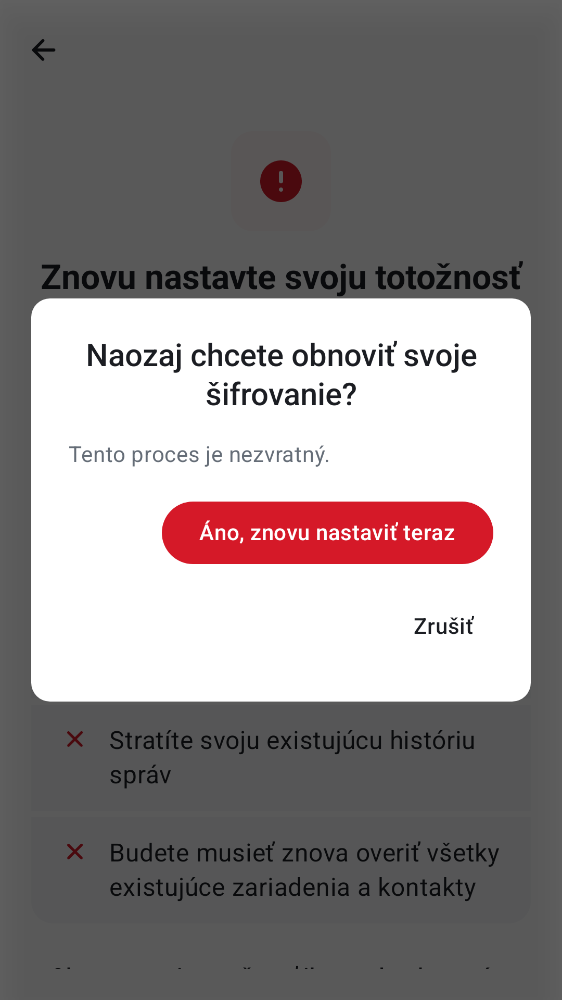 Znovu nastavte svoju totožnosť
Naozaj chcete obnoviť svoje
šifrovanie?
Tento proces je nezvratný.
Áno, znovu nastaviť teraz
Zrušiť
Stratíte svoju existujúcu históriu
správ
Budete musieť znova overiť všetky
existujúce zariadenia a kontakty